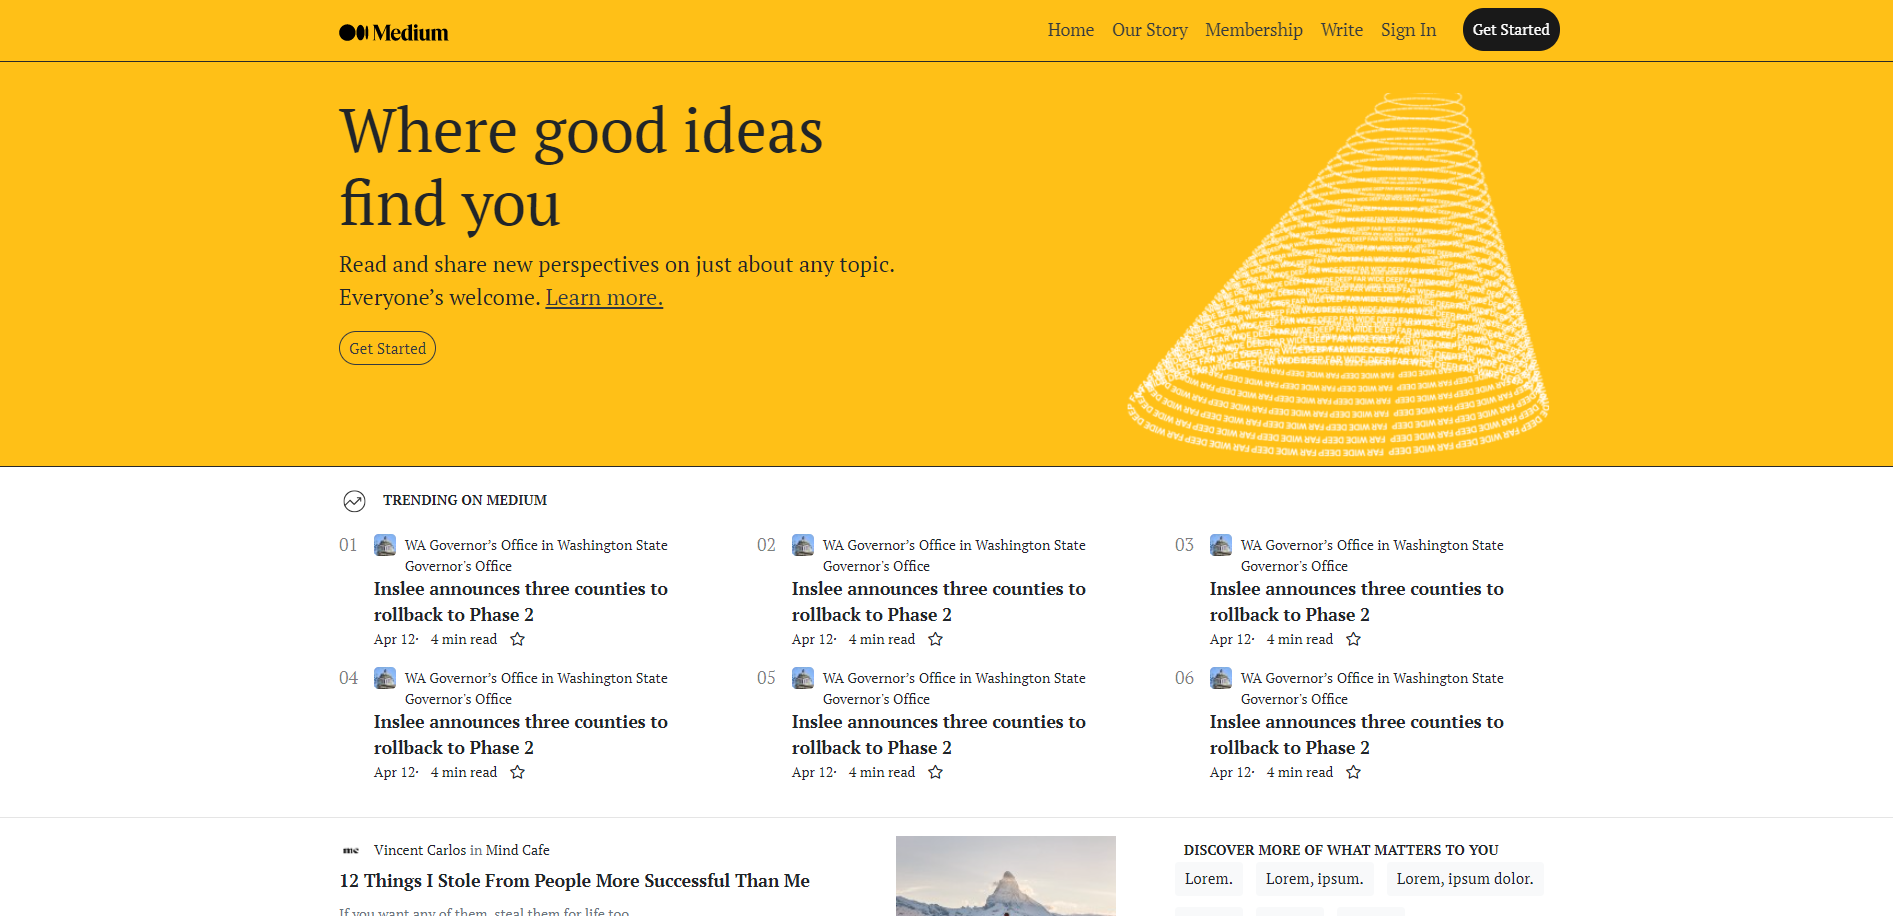 Medium
Home Our Story Membership Write Sign In Get Started
Where good ideas
find you
Read and share new perspectives on just about any topic.
Everyone’s welcome. Learn more.
Get Started
TRENDING ON MEDIUM
01 WA Governor’s Office in Washington State
Governor's Office
Inslee announces three counties to
rollback to Phase 2
Apr 12· 4 min read
02 WA Governor’s Office in Washington State
Governor's Office
Inslee announces three counties to
rollback to Phase 2
Apr 12· 4 min read
03 WA Governor’s Office in Washington State
Governor's Office
Inslee announces three counties to
rollback to Phase 2
Apr 12· 4 min read
04 WA Governor’s Office in Washington State
Governor's Office
Inslee announces three counties to
rollback to Phase 2
Apr 12· 4 min read
05 WA Governor’s Office in Washington State
Governor's Office
Inslee announces three counties to
rollback to Phase 2
Apr 12· 4 min read
06 WA Governor’s Office in Washington State
Governor's Office
Inslee announces three counties to
rollback to Phase 2
Apr 12· 4 min read
me Vincent Carlos in Mind Cafe
12 Things I Stole From People More Successful Than Me
If you want any of them, steal them for life too
DISCOVER MORE OF WHAT MATTERS TO YOU
Lorem. Lorem, ipsum. Lorem, ipsum dolor.